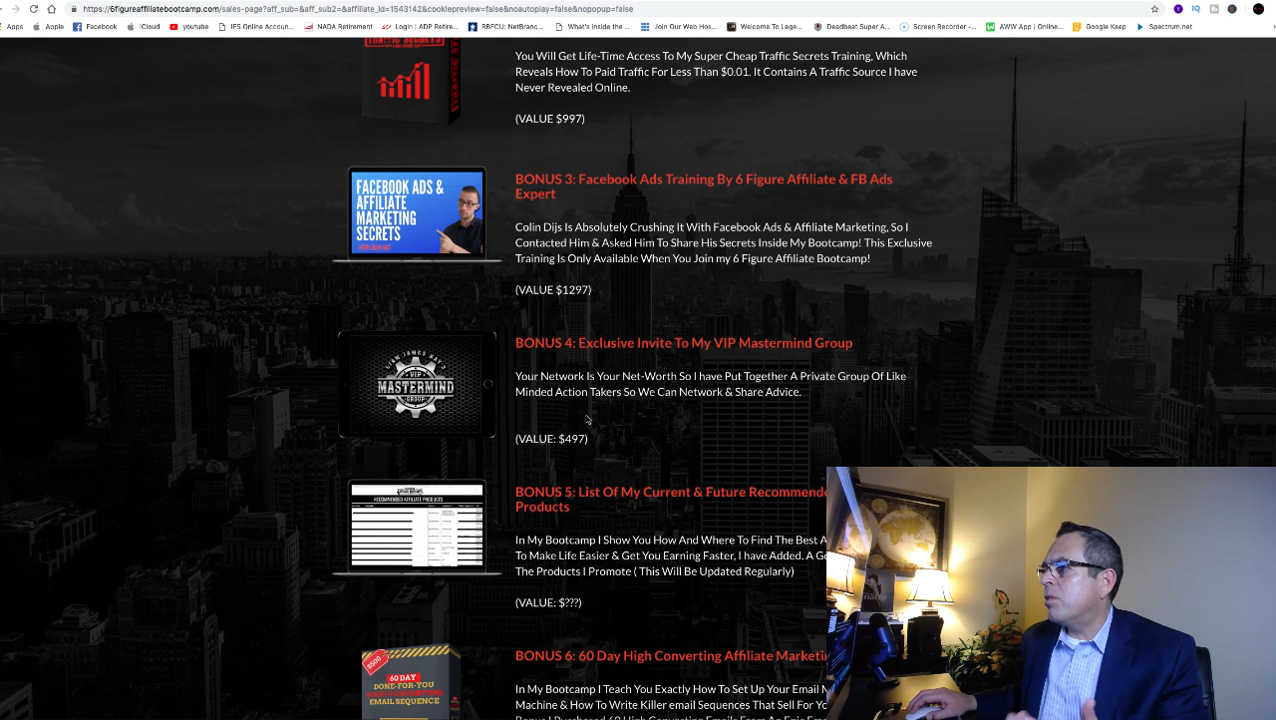 https://6figureaffiliatebootcamp.com/sales-page?aff_sub=&aff_sub2=&affiliate_id=1543142&cookiepreview=false&noautoplay=false&nopopup=false
Apps Apple Facebook iCloud youtube IFS Online Accoun... NADA Retirement Login | ADP Retire... RBFCU: NetBranc... What's inside the... Join Our Web Hos... Welcome To Lega... Deadbeat Super A... Screen Recorder -... AWW App | Online... Google Keep Spectrum.net
You Will Get Life-Time Access To My Super Cheap Traffic Secrets Training, Which
Reveals How To Paid Traffic For Less Than $0.01. It Contains A Traffic Source I have
Never Revealed Online.
(VALUE $997)
FACEBOOK ADS &
AFFILIATE
MARKETING
SECRETS
BONUS 3: Facebook Ads Training By 6 Figure Affiliate & FB Ads
Expert
Colin Dijs Is Absolutely Crushing It With Facebook Ads & Affiliate Marketing, So I
Contacted Him & Asked Him To Share His Secrets Inside My Bootcamp! This Exclusive
Training Is Only Available When You Join my 6 Figure Affiliate Bootcamp!
(VALUE $1297)
VIP
MASTERMIND
GROUP
BONUS 4: Exclusive Invite To My VIP Mastermind Group
Your Network Is Your Net-Worth So I have Put Together A Private Group Of Like
Minded Action Takers So We Can Network & Share Advice.
(VALUE: $497)
RECOMMENDED AFFILIATE PRODUCTS
BONUS 5: List Of My Current & Future Recommende
Products
In My Bootcamp I Show You How And Where To Find The Best A
To Make Life Easier & Get You Earning Faster, I have Added. A Go
The Products I Promote ( This Will Be Updated Regularly)
(VALUE: $???)
$500
60 DAY
DONE-FOR-YOU
EMAIL SEQUENCE
BONUS 6: 60 Day High Converting Affiliate Marketin
In My Bootcamp I Teach You Exactly How To Set Up Your Email M
Machine & How To Write Killer email Sequences That Sell For Yo